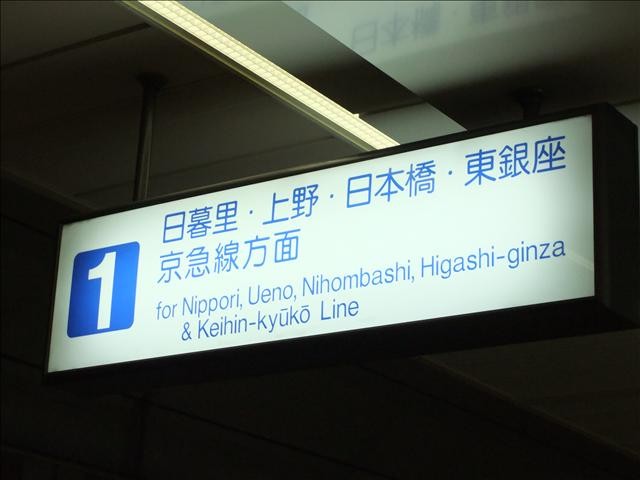 1
日暮里・上野・日本橋・東銀座
京急線方面
for Nippori, Ueno, Nihombashi, Higashi-ginza
& Keihin-kyūkō Line